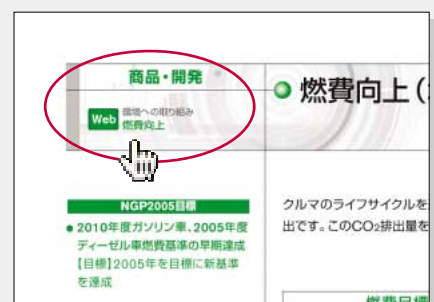 商品・開発
Web 環境への取り組み
燃費向上
燃費向上(
NGP2005目標
● 2010年度ガソリン車、2005年度
ディーゼル車燃費基準の早期達成
【目標】2005年を目標に新基準
を達成
クルマのライフサイクルを
出です。このCO₂排出量を
燃費目標